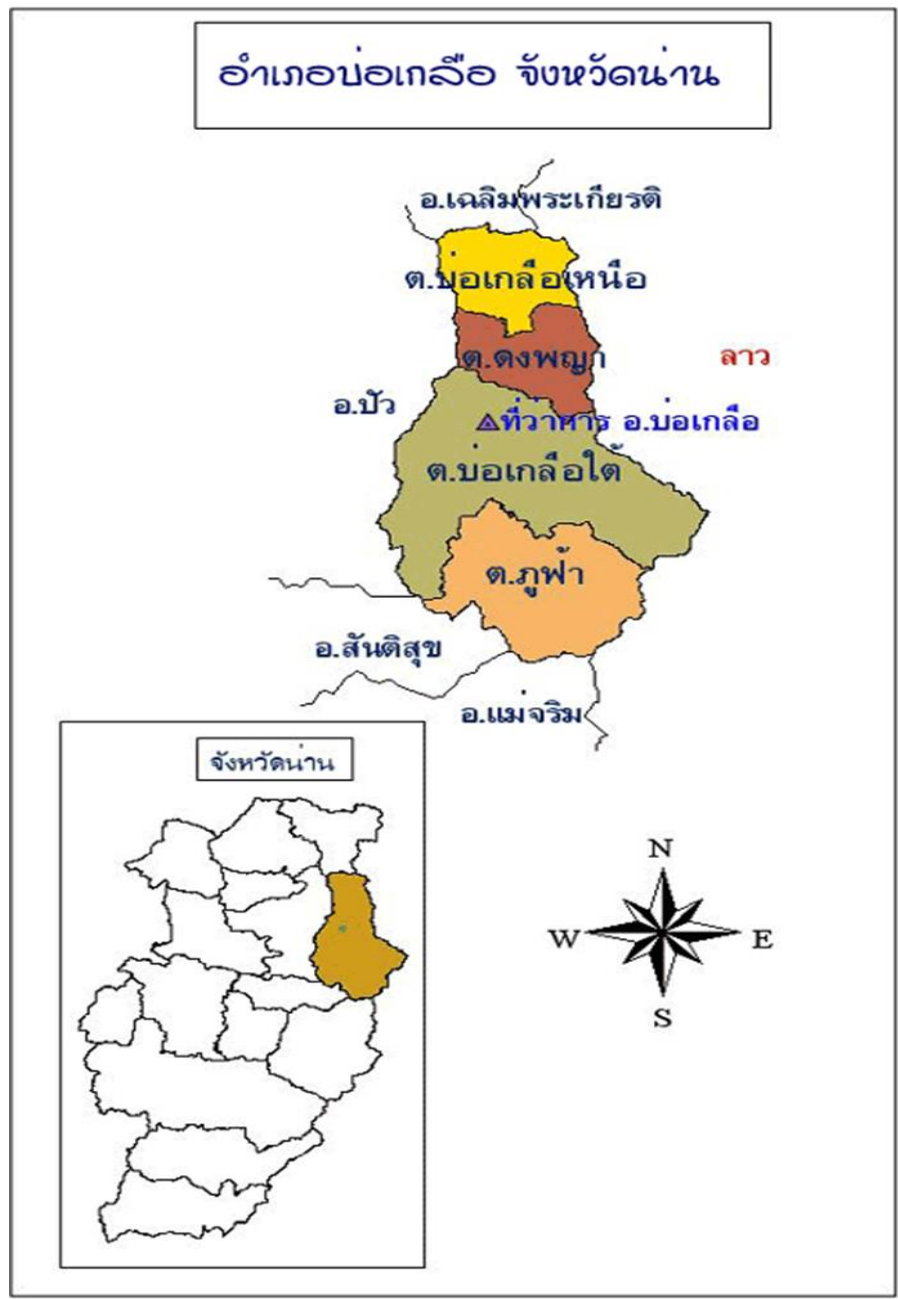 อำเภอบ่อเกลือ จังหวัดน่าน
อ.เฉลิมพระเกียรติ
ต.บ่อเกลือเหนือ
ต.ดงพญา
ลาว
อ.ปัว
ที่ว่าการ อ.บ่อเกลือ
ต.บ่อเกลือใต้
ต.ภูฟ้า
อ.สันติสุข
อ.แม่จริม
จังหวัดน่าน
N
W
E
S